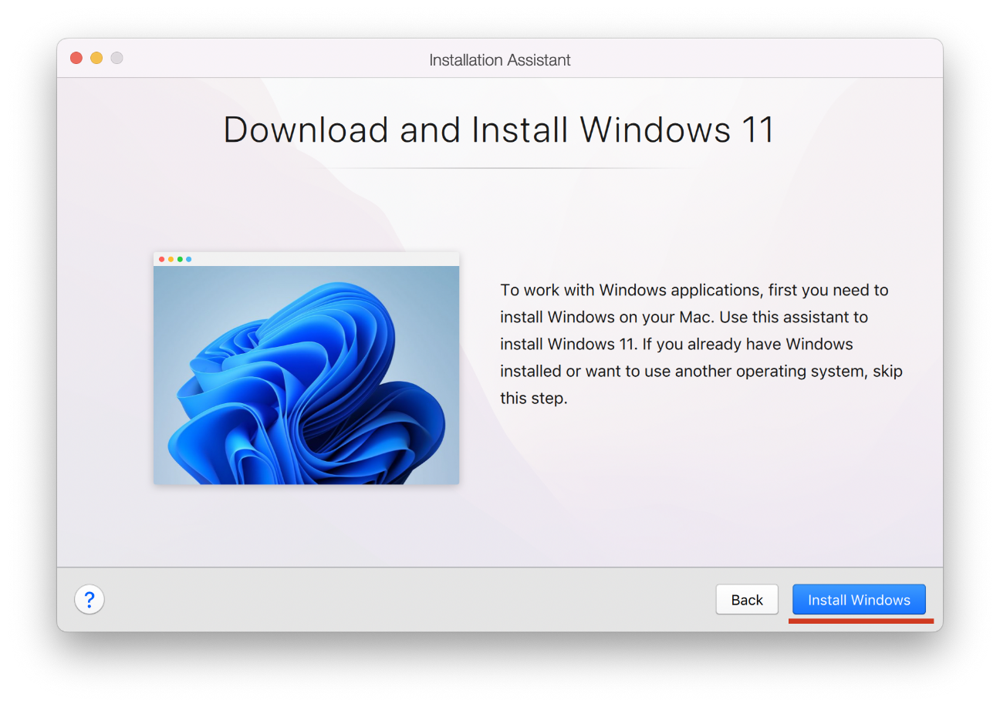 Installation Assistant
Download and Install Windows 11
To work with Windows applications, first you need to
install Windows on your Mac. Use this assistant to
install Windows 11. If you already have Windows
installed or want to use another operating system, skip
this step.
?
Back
Install Windows